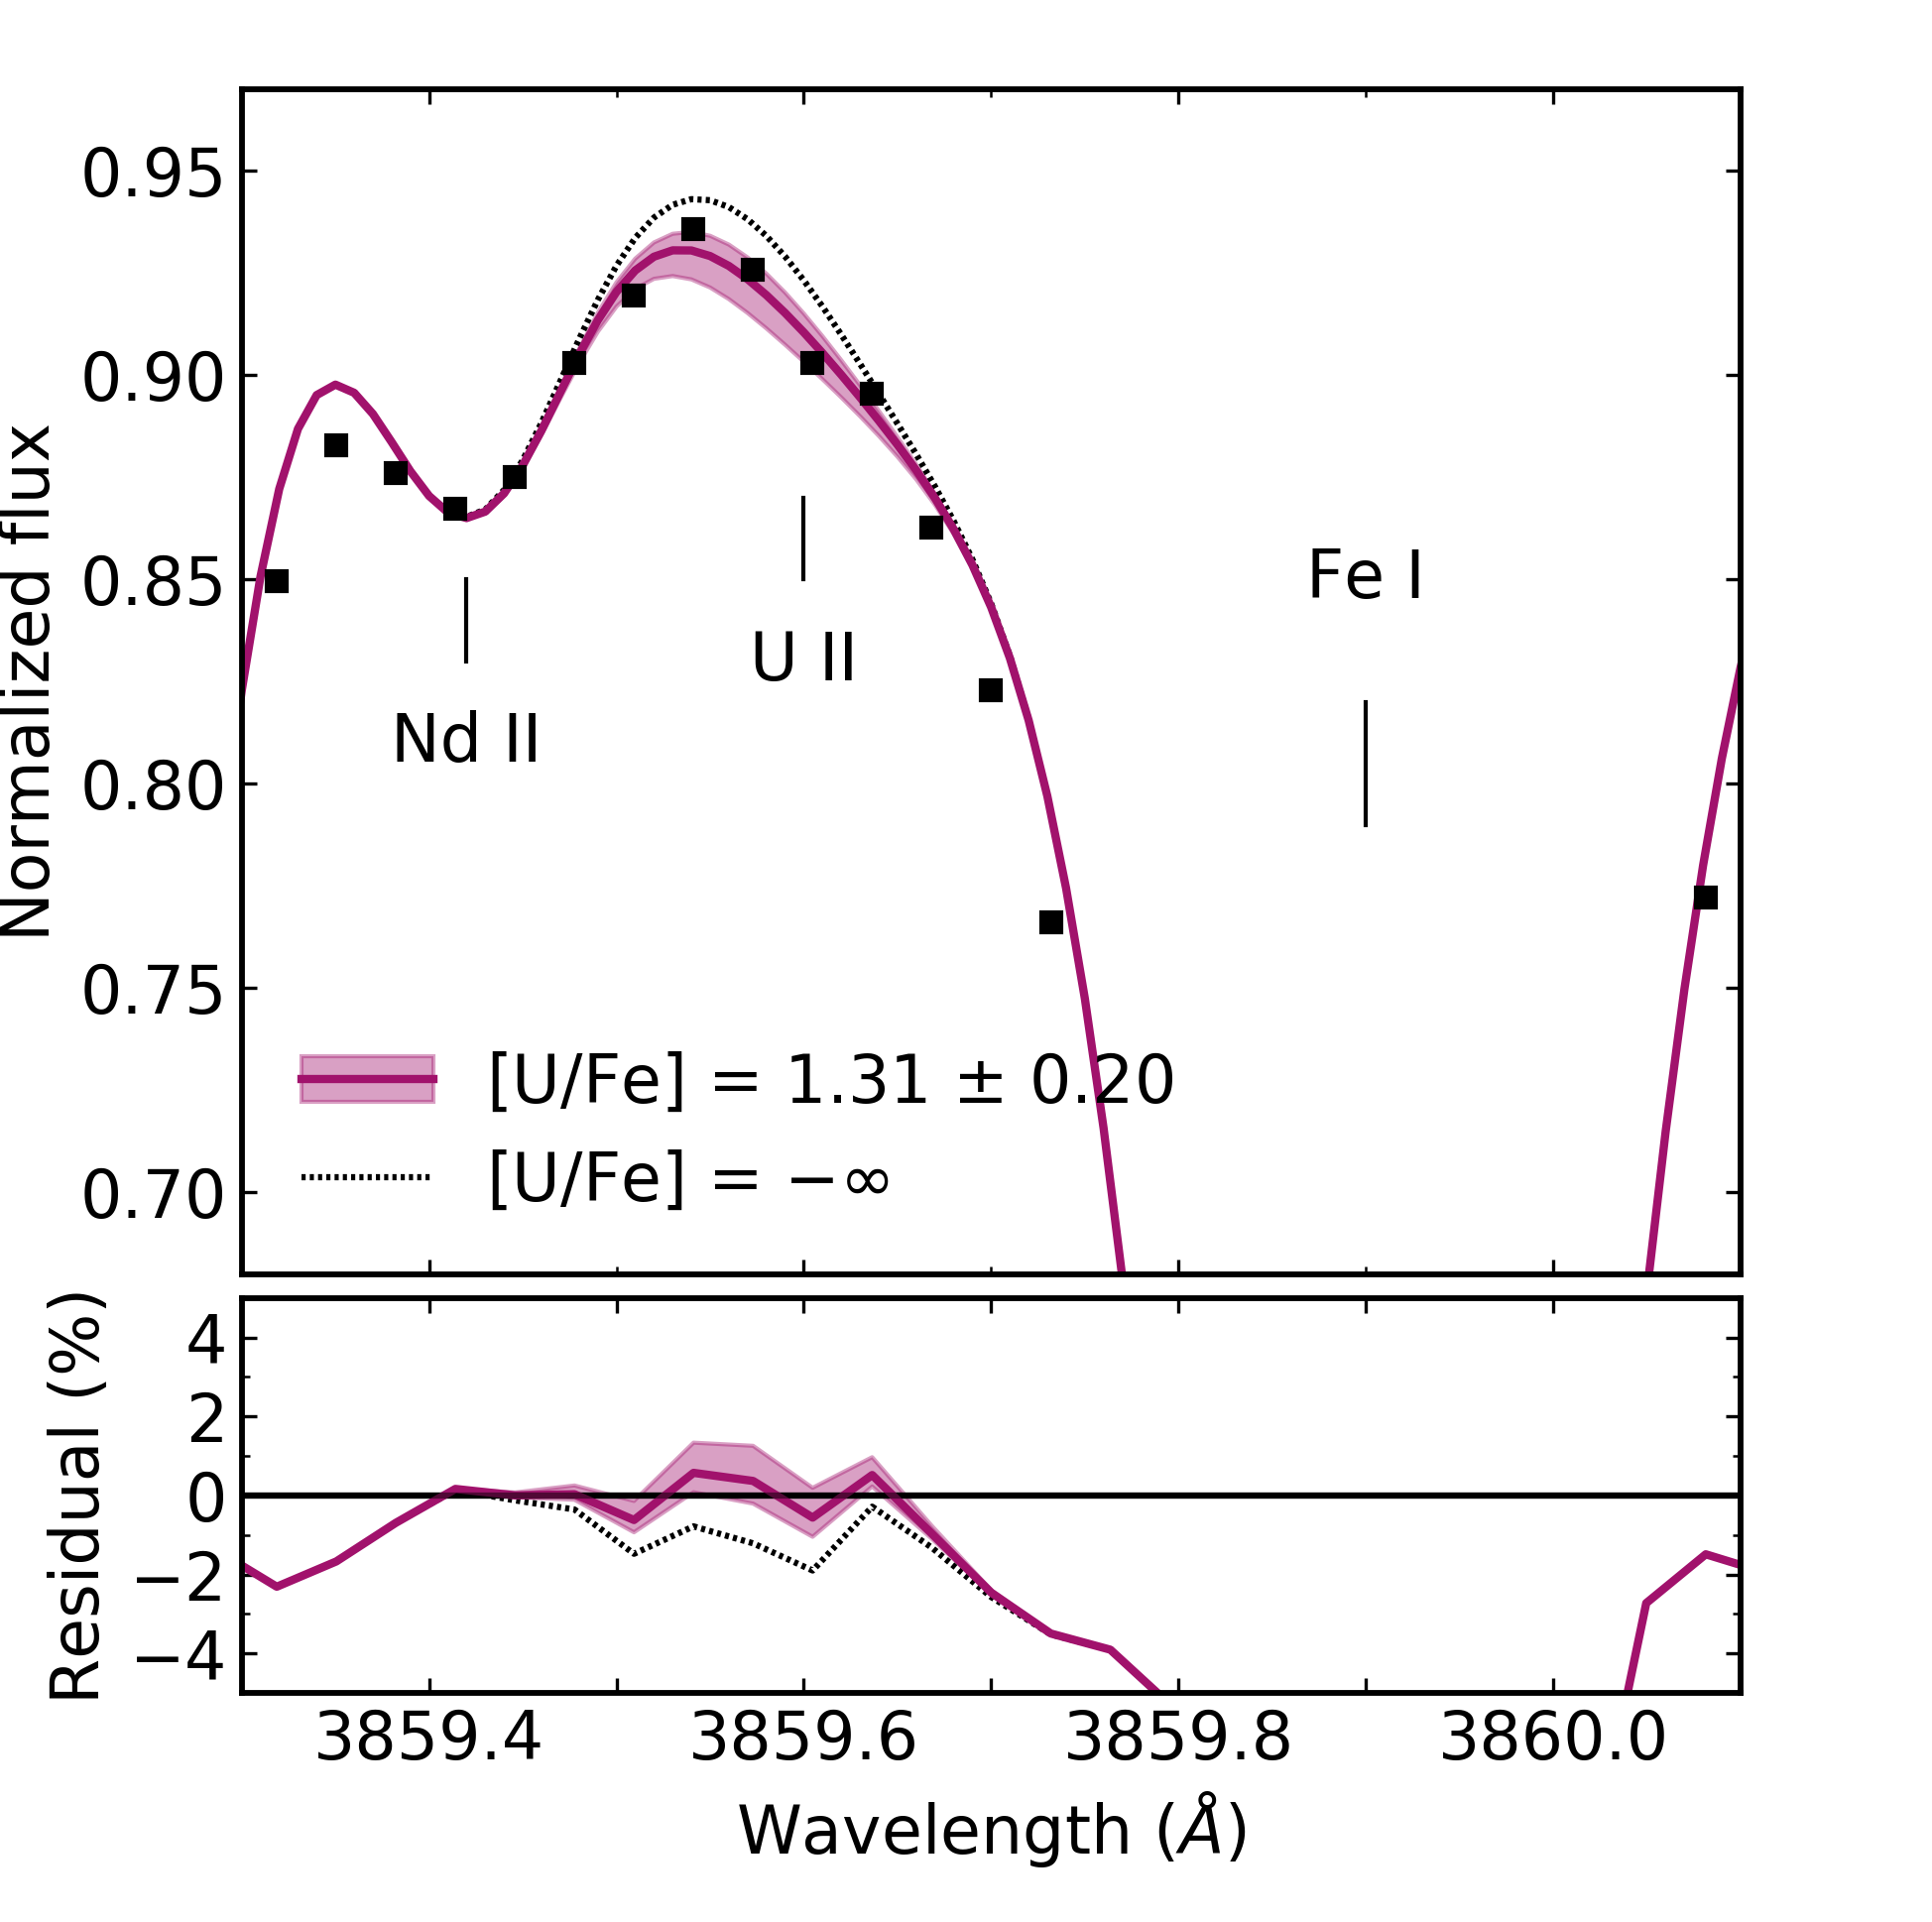 Normalized flux
0.95
0.90
0.85
0.80
0.75
0.70
Fe I
U II
Nd II
[U/Fe] = 1.31 ± 0.20
[U/Fe] = −∞
Residual (%)
4
2
0
−2
−4
3859.4 3859.6 3859.8 3860.0
Wavelength (Å)